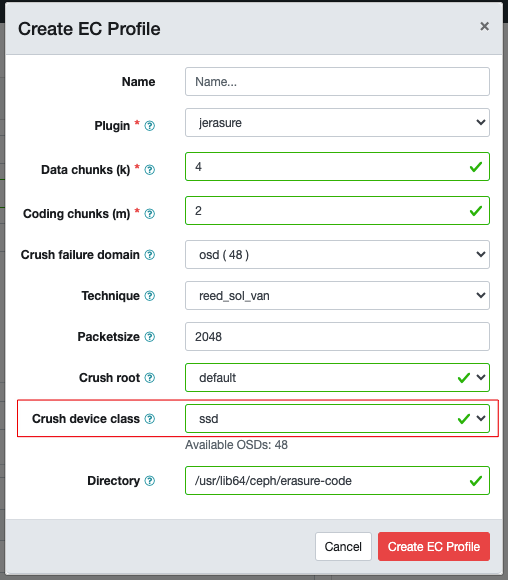 Create EC Profile ×
Name Name...
Plugin * ? jerasure
Data chunks (k) * ? 4
Coding chunks (m) * ? 2
Crush failure domain ? osd ( 48 )
Technique ? reed_sol_van
Packetsize ? 2048
Crush root ? default
Crush device class ? ssd
Available OSDs: 48
Directory ? /usr/lib64/ceph/erasure-code
Cancel Create EC Profile